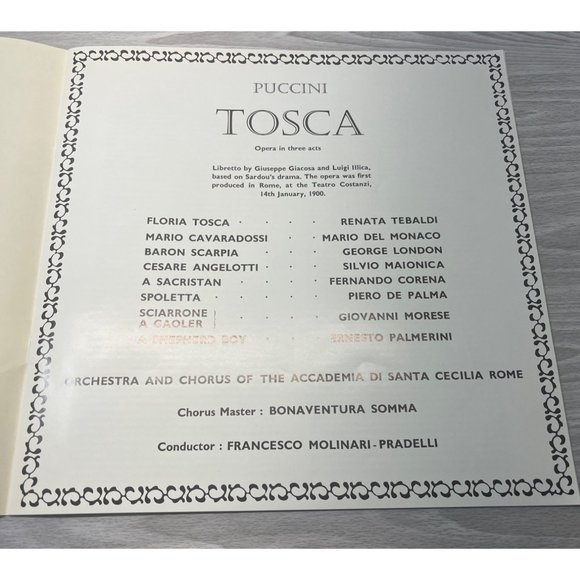 PUCCINI
TOSCA
Opera in three acts
Libretto by Giuseppe Giacosa and Luigi Illica,
based on Sardou's drama. The opera was first
produced in Rome, at the Teatro Costanzi,
14th January, 1900.
FLORIA TOSCA · · · RENATA TEBALDI
MARIO CAVARADOSSI · · MARIO DEL MONACO
BARON SCARPIA · · · GEORGE LONDON
CESARE ANGELOTTI · · · SILVIO MAIONICA
A SACRISTAN · · · · FERNANDO CORENA
SPOLETTA · · · · PIERO DE PALMA
SCIARRONE
A GAOLER } · · · GIOVANNI MORESE
A SHEPHERD BOY · · · ERNESTO PALMERINI
ORCHESTRA AND CHORUS OF THE ACCADEMIA DI SANTA CECILIA ROME
Chorus Master : BONAVENTURA SOMMA
Conductor : FRANCESCO MOLINARI-PRADELLI